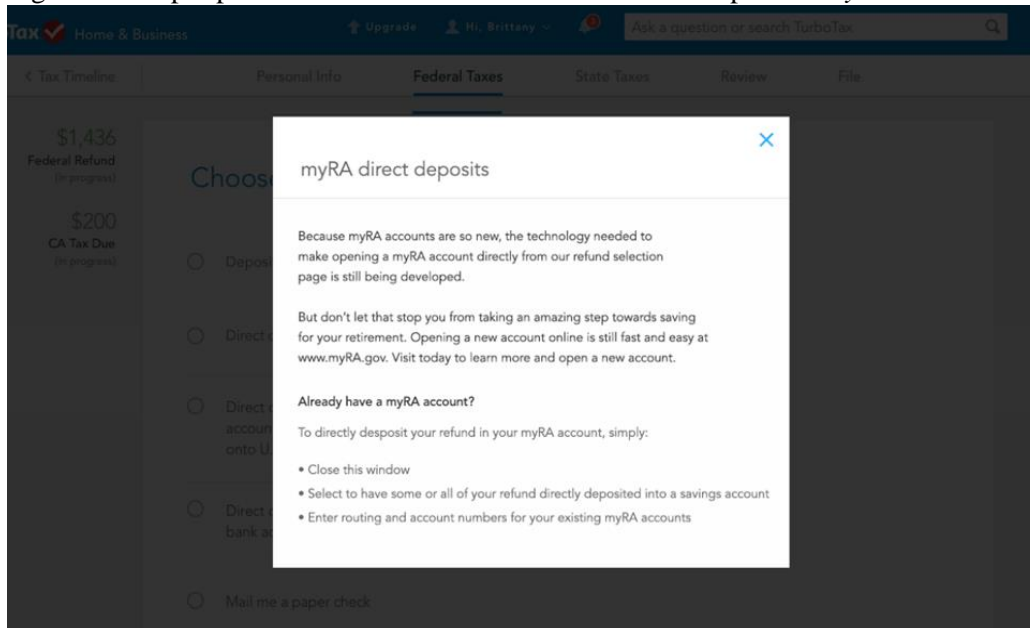 Tax Home & Business
Upgrade Hi, Brittany 2 Ask a question or search TurboTax
< Tax Timeline Personal Info Federal Taxes State Taxes Review File
$1,436
Federal Refund
(in progress)
$200
CA Tax Due
(in progress)
Choose
Deposi
Direct
Direct
accoun
onto U
Direct
bank a
Mail me a paper check
myRA direct deposits
Because myRA accounts are so new, the technology needed to
make opening a myRA account directly from our refund selection
page is still being developed.
But don't let that stop you from taking an amazing step towards saving
for your retirement. Opening a new account online is still fast and easy at
www.myRA.gov. Visit today to learn more and open a new account.
Already have a myRA account?
To directly desposit your refund in your myRA account, simply:
• Close this window
• Select to have some or all of your refund directly deposited into a savings account
• Enter routing and account numbers for your existing myRA accounts